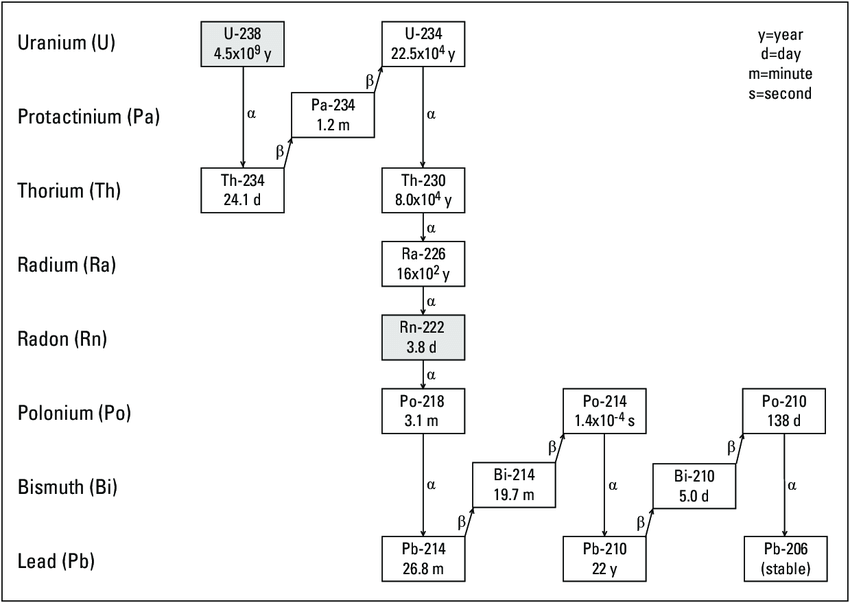 Uranium (U)
U-238
4.5x10⁹ y
U-234
22.5x10⁴ y
y=year
d=day
m=minute
s=second
β
Protactinium (Pa)
α
Pa-234
1.2 m
α
β
Thorium (Th)
Th-234
24.1 d
Th-230
8.0x10⁴ y
α
Radium (Ra)
Ra-226
16x10² y
α
Radon (Rn)
Rn-222
3.8 d
α
Polonium (Po)
Po-218
3.1 m
Po-214
1.4x10⁻⁴ s
Po-210
138 d
β
β
Bismuth (Bi)
α
Bi-214
19.7 m
α
Bi-210
5.0 d
α
β
β
Lead (Pb)
Pb-214
26.8 m
Pb-210
22 y
Pb-206
(stable)